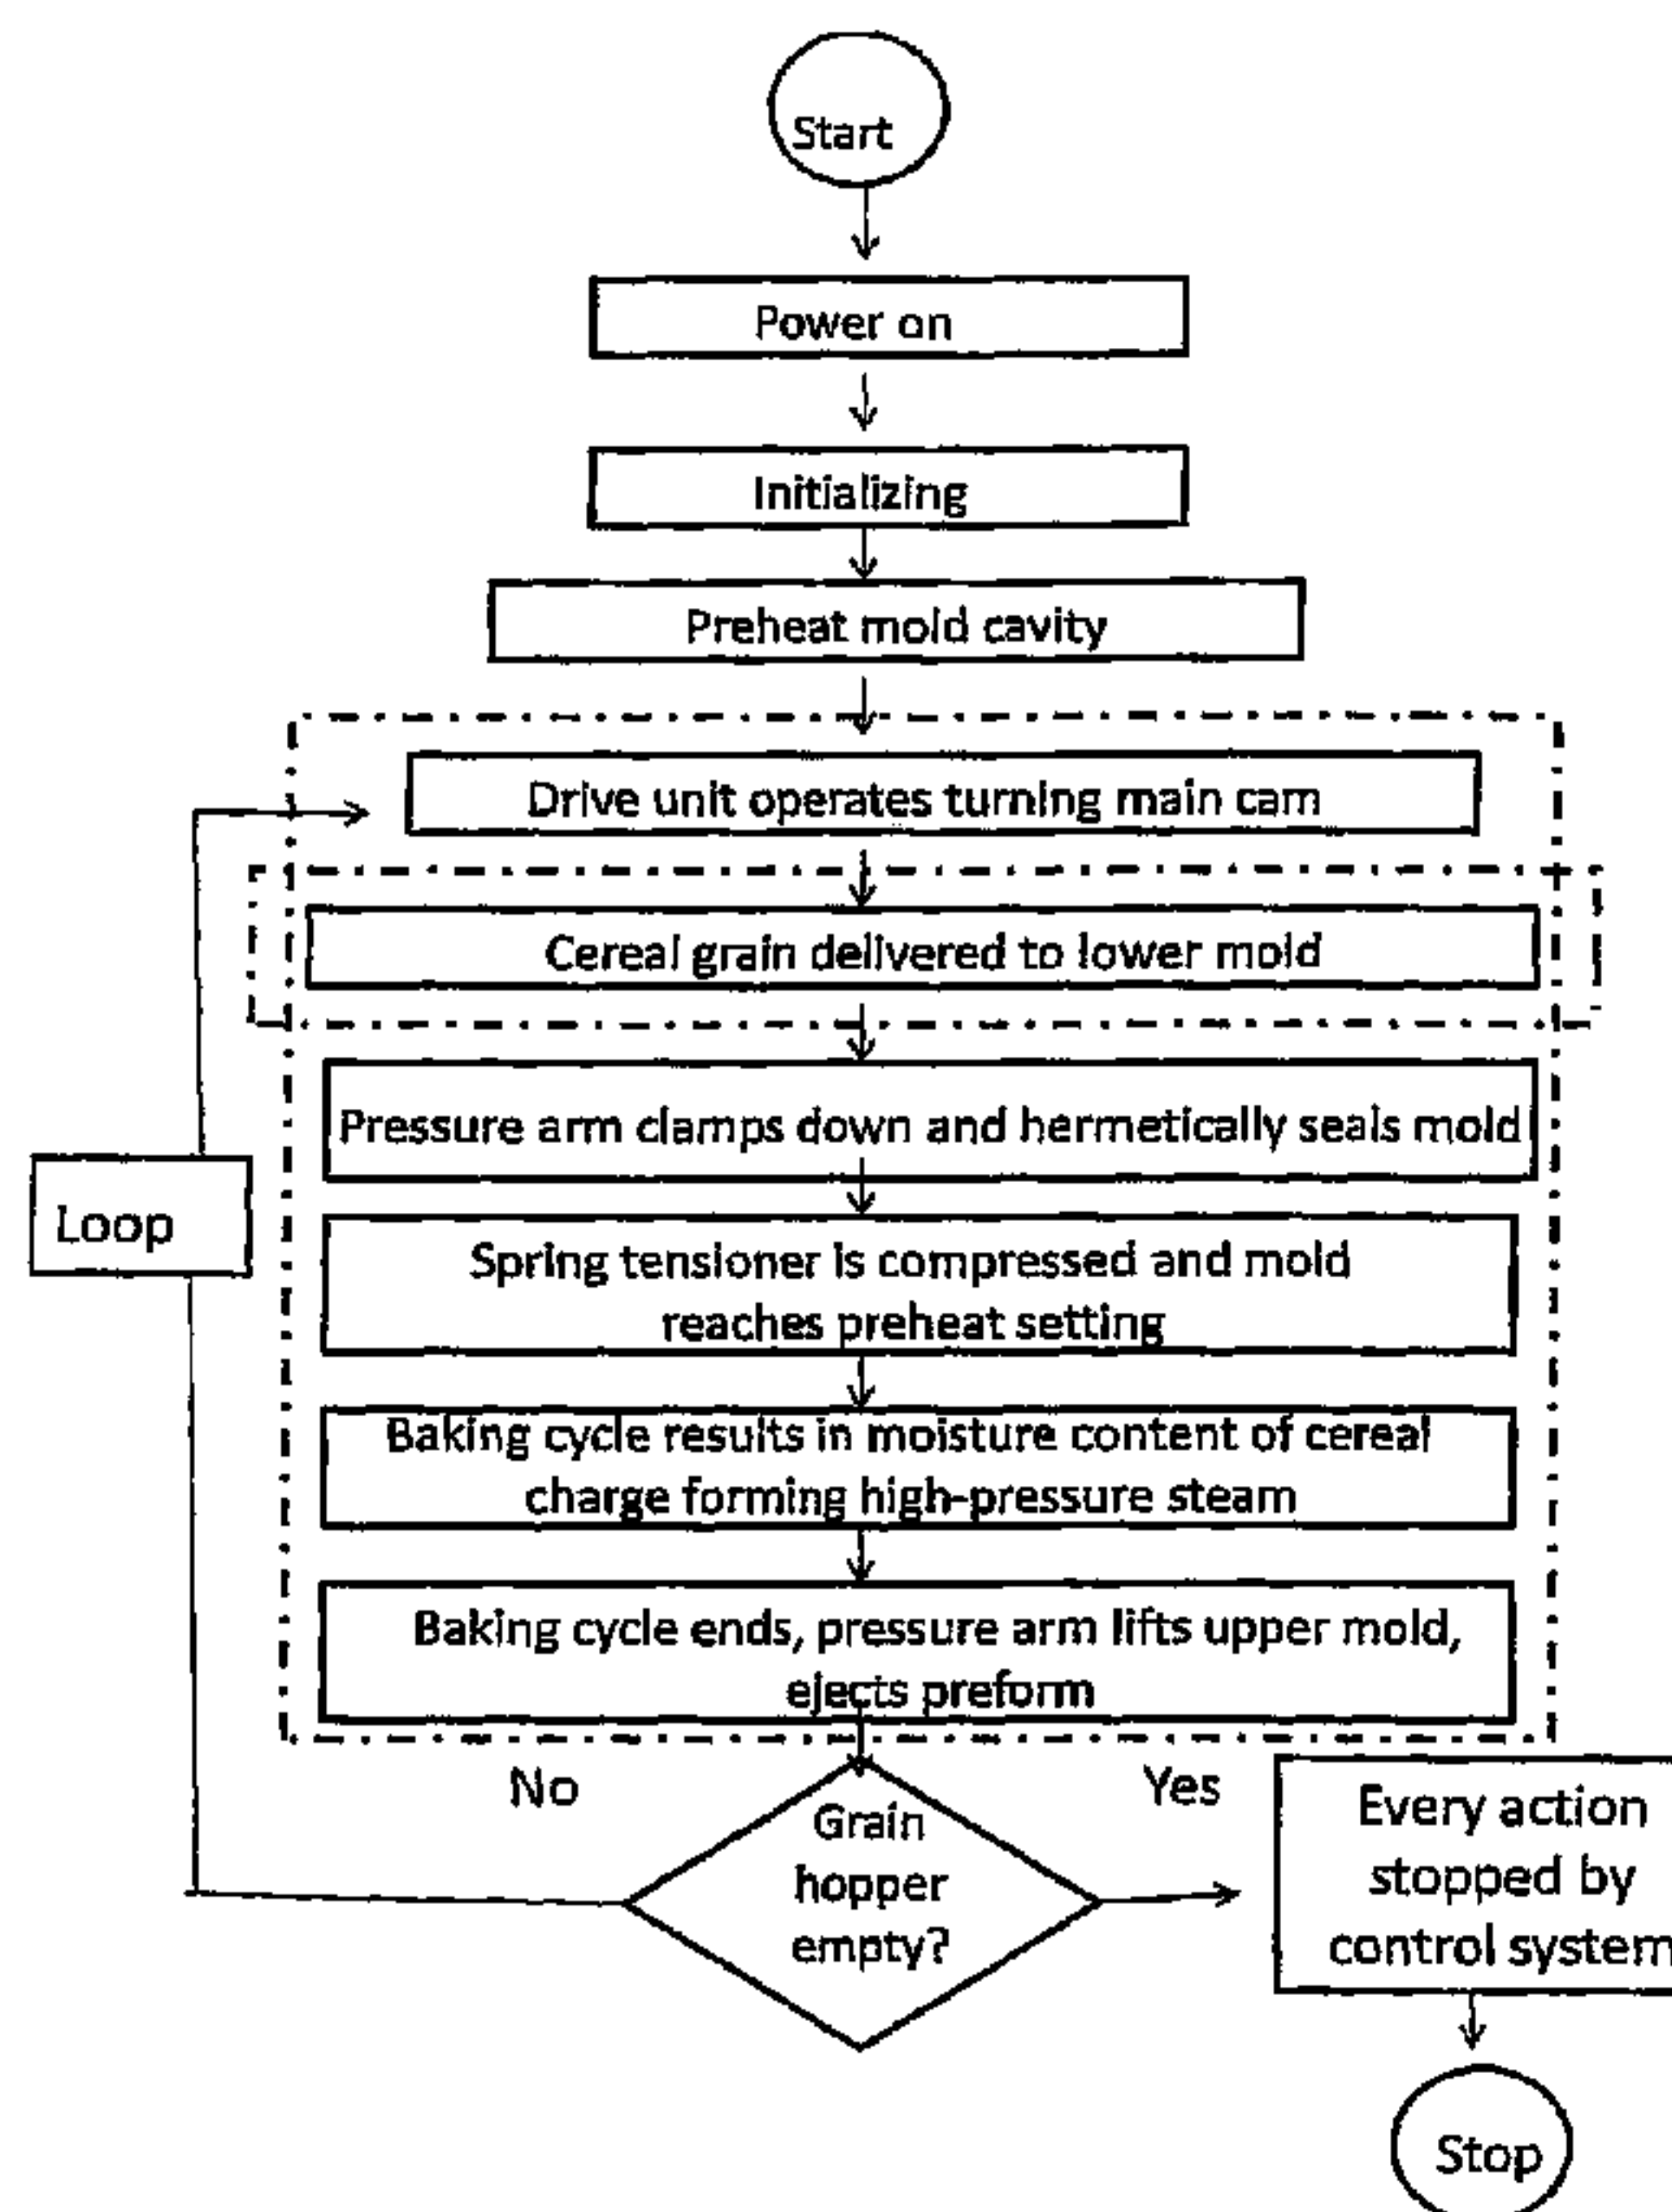 Start
Power on
Initializing
Preheat mold cavity
Drive unit operates turning main cam
Cereal grain delivered to lower mold
Pressure arm clamps down and hermetically seals mold
Loop
Spring tensioner is compressed and mold
reaches preheat setting
Baking cycle results in moisture content of cereal
charge forming high-pressure steam
Baking cycle ends, pressure arm lifts upper mold,
ejects preform
No
Yes
Grain
hopper
empty?
Every action
stopped by
control system
Stop